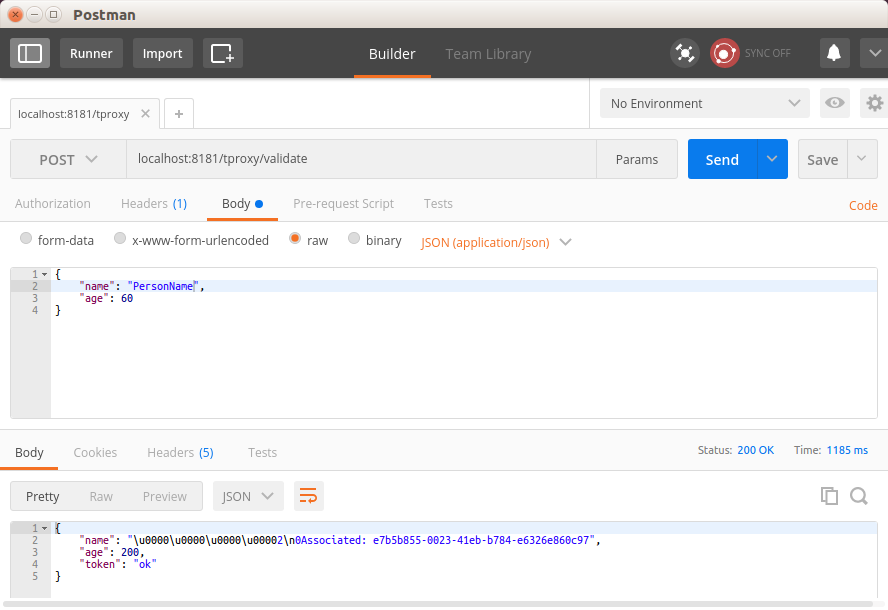 Postman
Runner Import Builder Team Library SYNC OFF
localhost:8181/tproxy No Environment
POST localhost:8181/tproxy/validate Params Send Save
Authorization Headers (1) Body Pre-request Script Tests Code
form-data x-www-form-urlencoded raw binary JSON (application/json)
1 {
2 "name": "PersonName",
3 "age": 60
4 }
Body Cookies Headers (5) Tests Status: 200 OK Time: 1185 ms
Pretty Raw Preview JSON
1 {
2 "name": "\u0000\u0000\u0000\u00002\n0Associated: e7b5b855-0023-41eb-b784-e6326e860c97",
3 "age": 200,
4 "token": "ok"
5 }